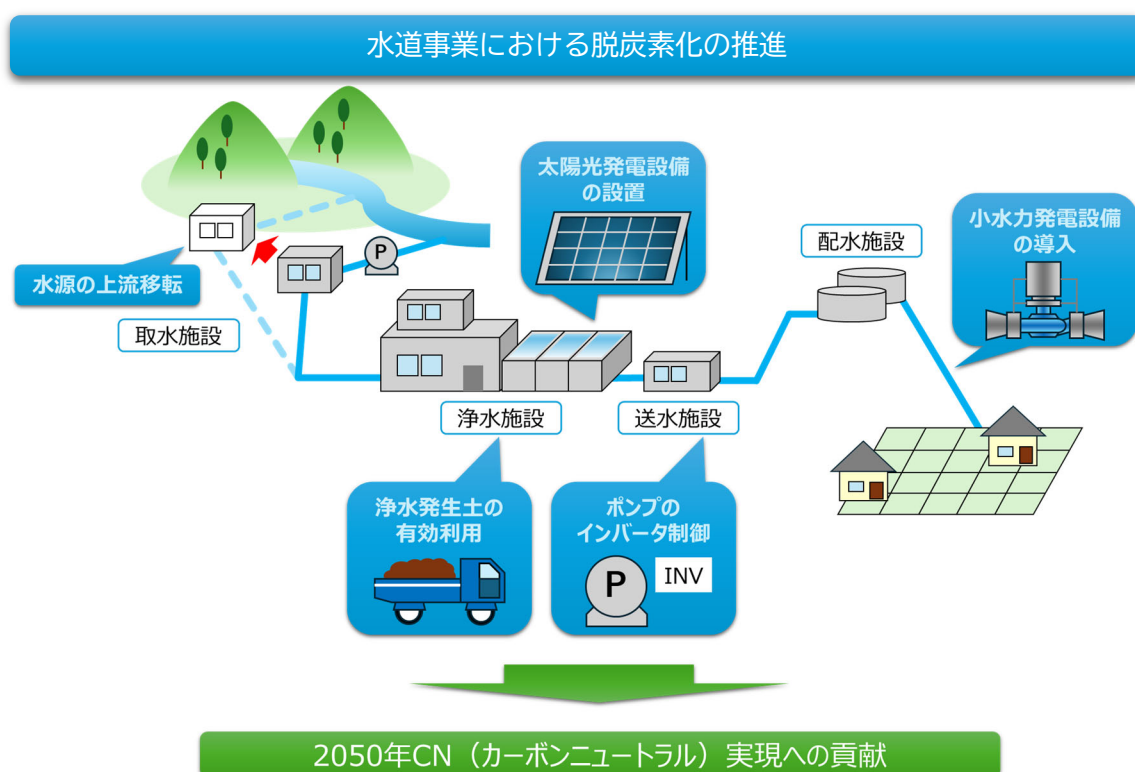 水道事業における脱炭素化の推進
太陽光発電設備
の設置
小水力発電設備
の導入
配水施設
P
水源の上流移転
取水施設
浄水施設
送水施設
浄水発生土の
有効利用
ポンプの
インバータ制御
P
INV
2050年CN（カーボンニュートラル）実現への貢献